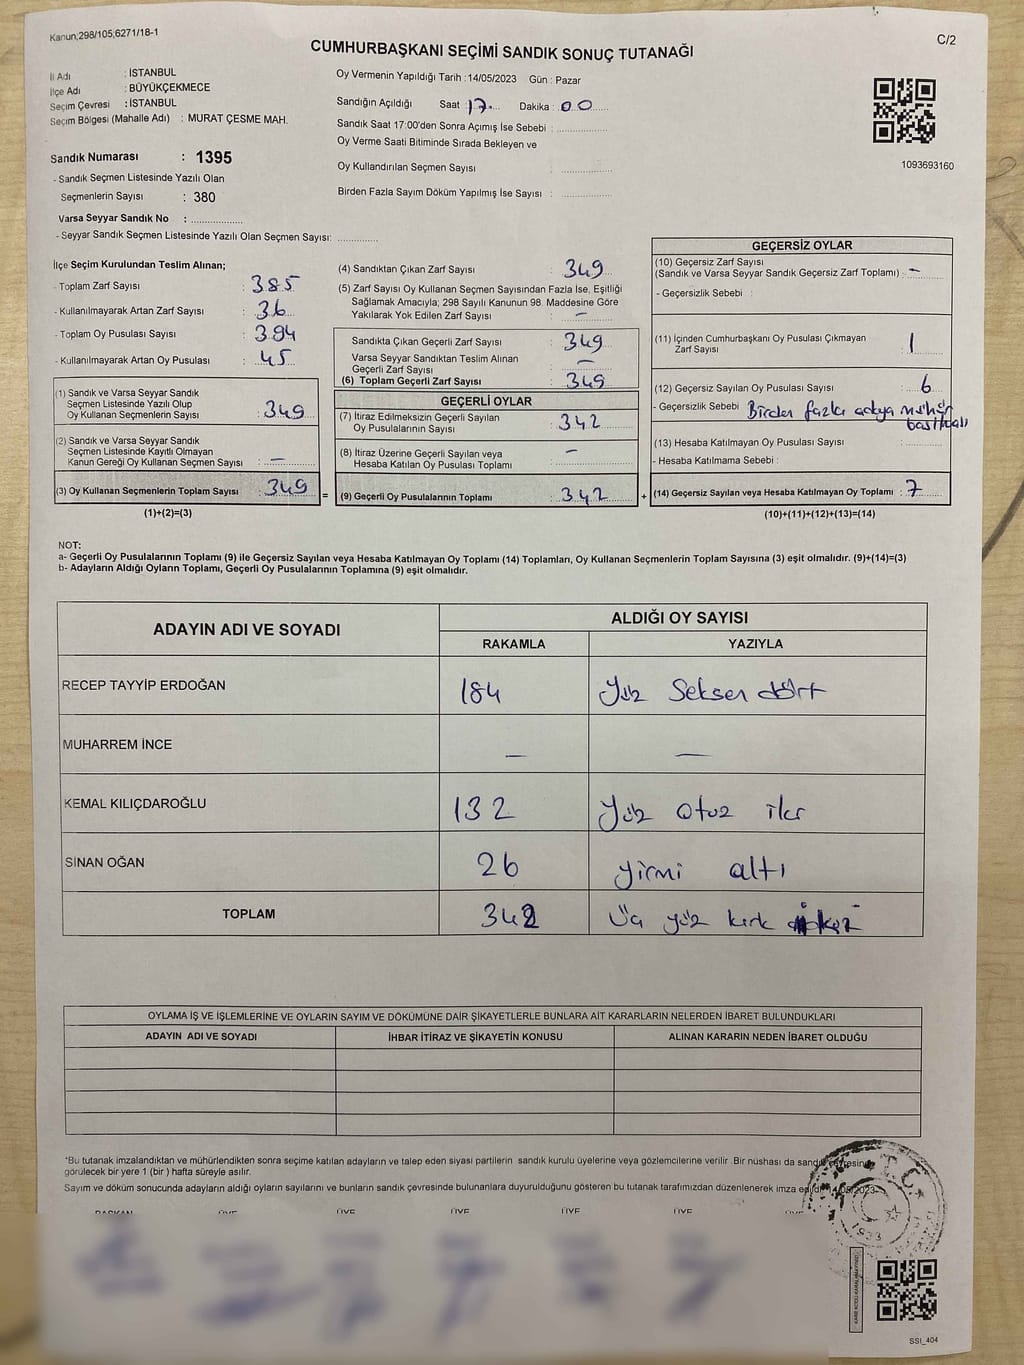 Kanun;298/105,6271/18-1
C/2
CUMHURBAŞKANI SEÇİMİ SANDIK SONUÇ TUTANAĞI
İl Adı : İSTANBUL
İlçe Adı : BÜYÜKÇEKMECE
Seçim Çevresi : İSTANBUL
Seçim Bölgesi (Mahalle Adı) : MURAT ÇESME MAH.
Sandık Numarası : 1395
- Sandık Seçmen Listesinde Yazılı Olan
Seçmenlerin Sayısı : 380
Varsa Seyyar Sandık No : ....................
- Seyyar Sandık Seçmen Listesinde Yazılı Olan Seçmen Sayısı: ...............
Oy Vermenin Yapıldığı Tarih : 14/05/2023 Gün : Pazar
Sandığın Açıldığı Saat : 17 Dakika : 00
Sandık Saat 17:00'den Sonra Açımış İse Sebebi : ....................
Oy Verme Saati Bitiminde Sırada Bekleyen ve
Oy Kullandırılan Seçmen Sayısı : ....................
Birden Fazla Sayım Döküm Yapılmış İse Sayısı : ....................
1093693160
İlçe Seçim Kurulundan Teslim Alınan;
- Toplam Zarf Sayısı : 385
- Kullanılmayarak Artan Zarf Sayısı : 36
- Toplam Oy Pusulası Sayısı : 394
- Kullanılmayarak Artan Oy Pusulası : 45
(1) Sandık ve Varsa Seyyar Sandık
Seçmen Listesinde Yazılı Olup
Oy Kullanan Seçmenlerin Sayısı : 349
(2) Sandık ve Varsa Seyyar Sandık
Seçmen Listesinde Kayıtlı Olmayan
Kanun Gereği Oy Kullanan Seçmen Sayısı : —
(3) Oy Kullanan Seçmenlerin Toplam Sayısı : 349 =
(1)+(2)=(3)
(4) Sandıktan Çıkan Zarf Sayısı : 349
(5) Zarf Sayısı Oy Kullanan Seçmen Sayısından Fazla İse, Eşitliği
Sağlamak Amacıyla; 298 Sayılı Kanunun 98. Maddesine Göre
Yakılarak Yok Edilen Zarf Sayısı : —
Sandıkta Çıkan Geçerli Zarf Sayısı : 349
Varsa Seyyar Sandıktan Teslim Alınan
Geçerli Zarf Sayısı : —
(6) Toplam Geçerli Zarf Sayısı : 349
GEÇERLİ OYLAR
(7) İtiraz Edilmeksizin Geçerli Sayılan
Oy Pusulalarının Sayısı : 342
(8) İtiraz Üzerine Geçerli Sayılan veya
Hesaba Katılan Oy Pusulası Toplamı : —
(9) Geçerli Oy Pusulalarının Toplamı : 342 +
GEÇERSİZ OYLAR
(10) Geçersiz Zarf Sayısı
(Sandık ve Varsa Seyyar Sandık Geçersiz Zarf Toplamı) : —
- Geçersizlik Sebebi :
(11) İçinden Cumhurbaşkanı Oy Pusulası Çıkmayan
Zarf Sayısı : 1
(12) Geçersiz Sayılan Oy Pusulası Sayısı : 6
- Geçersizlik Sebebi : Birden fazla adaya mühür
basılması
(13) Hesaba Katılmayan Oy Pusulası Sayısı : ............
- Hesaba Katılmama Sebebi :
(14) Geçersiz Sayılan veya Hesaba Katılmayan Oy Toplamı : 7
(10)+(11)+(12)+(13)=(14)
NOT:
a- Geçerli Oy Pusulalarının Toplamı (9) ile Geçersiz Sayılan veya Hesaba Katılmayan Oy Toplamı (14) Toplamları, Oy Kullanan Seçmenlerin Toplam Sayısına (3) eşit olmalıdır. (9)+(14)=(3)
b- Adayların Aldığı Oyların Toplamı, Geçerli Oy Pusulalarının Toplamına (9) eşit olmalıdır.
ADAYIN ADI VE SOYADI
ALDIĞI OY SAYISI
RAKAMLA YAZIYLA
RECEP TAYYİP ERDOĞAN 184 Yüz Seksen dört
MUHARREM İNCE — —
KEMAL KILIÇDAROĞLU 132 Yüz otuz iki
SİNAN OĞAN 26 yirmi altı
TOPLAM 342 Üç yüz kırk iki
OYLAMA İŞ VE İŞLEMLERİNE VE OYLARIN SAYIM VE DÖKÜMÜNE DAİR ŞİKAYETLERLE BUNLARA AİT KARARLARIN NELERDEN İBARET BULUNDUKLARI
ADAYIN ADI VE SOYADI İHBAR İTİRAZ VE ŞİKAYETİN KONUSU ALINAN KARARIN NEDEN İBARET OLDUĞU
*Bu tutanak imzalandıktan ve mühürlendikten sonra seçime katılan adayların ve talep eden siyasi partilerin sandık kurulu üyelerine veya gözlemcilerine verilir. Bir nüshası da sandık çevresinde
görülecek bir yere 1 (bir) hafta süreyle asılır.
Sayım ve döküm sonucunda adayların aldığı oyların sayılarını ve bunların sandık çevresinde bulunanlara duyurulduğunu gösteren bu tutanak tarafımızdan düzenlenerek imza edildi. 14/05/2023
BAŞKAN ÜYE ÜYE ÜYE ÜYE ÜYE ÜYE
T.C.
1923
SSI_404